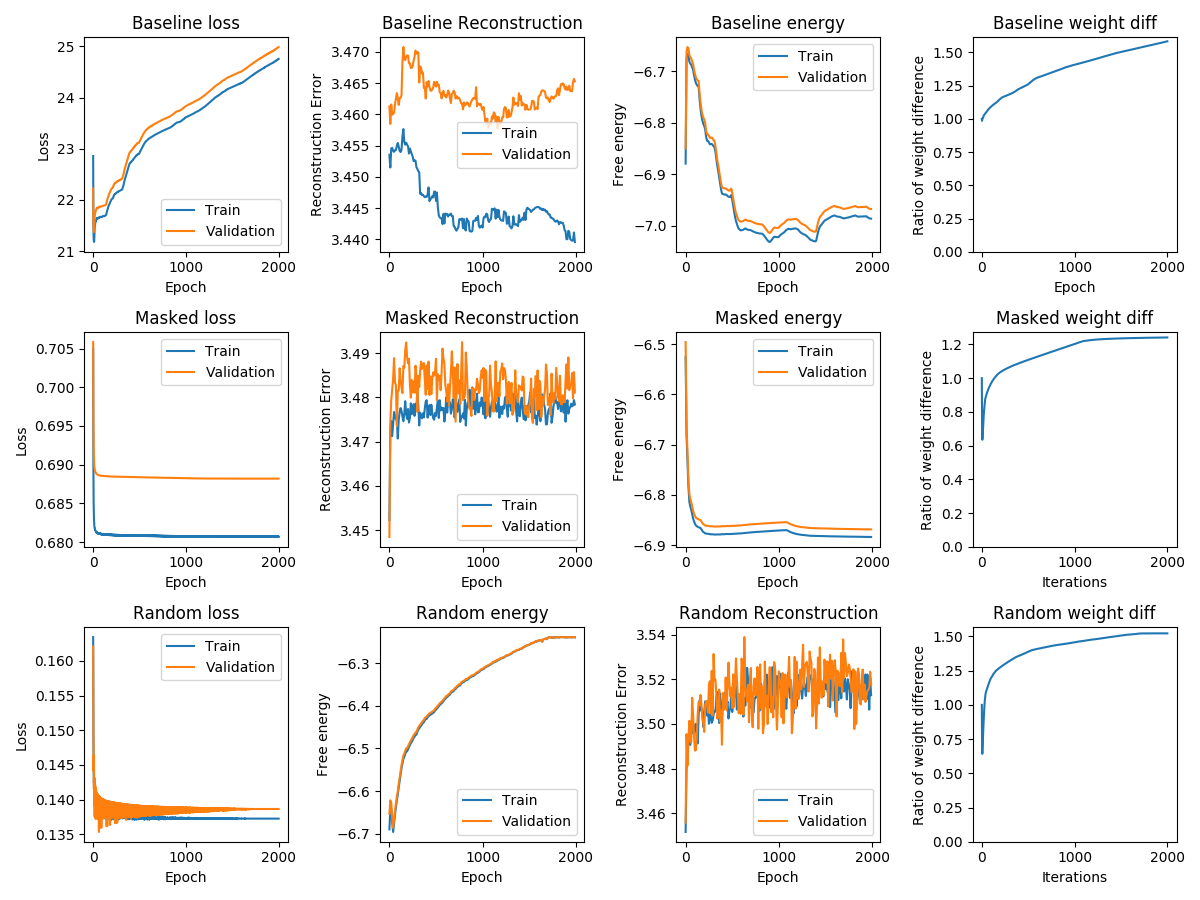 Baseline loss
25
24
23
22
21
Loss
Train
Validation
0
1000
2000
Epoch
Baseline Reconstruction
3.470
3.465
3.460
3.455
3.450
3.445
3.440
Reconstruction Error
Train
Validation
0
1000
2000
Epoch
Baseline energy
−6.7
−6.8
−6.9
−7.0
Free energy
Train
Validation
0
1000
2000
Epoch
Baseline weight diff
1.50
1.25
1.00
0.75
0.50
0.25
0.00
Ratio of weight difference
0
1000
2000
Epoch
Masked loss
0.705
0.700
0.695
0.690
0.685
0.680
Loss
Train
Validation
0
1000
2000
Epoch
Masked Reconstruction
3.49
3.48
3.47
3.46
3.45
Reconstruction Error
Train
Validation
0
1000
2000
Epoch
Masked energy
−6.5
−6.6
−6.7
−6.8
−6.9
Free energy
Train
Validation
0
1000
2000
Epoch
Masked weight diff
1.2
1.0
0.8
0.6
0.4
0.2
0.0
Ratio of weight difference
0
1000
2000
Iterations
Random loss
0.160
0.155
0.150
0.145
0.140
0.135
Loss
Train
Validation
0
1000
2000
Epoch
Random energy
−6.3
−6.4
−6.5
−6.6
−6.7
Free energy
Train
Validation
0
1000
2000
Epoch
Random Reconstruction
3.54
3.52
3.50
3.48
3.46
Reconstruction Error
Train
Validation
0
1000
2000
Epoch
Random weight diff
1.50
1.25
1.00
0.75
0.50
0.25
0.00
Ratio of weight difference
0
1000
2000
Iterations